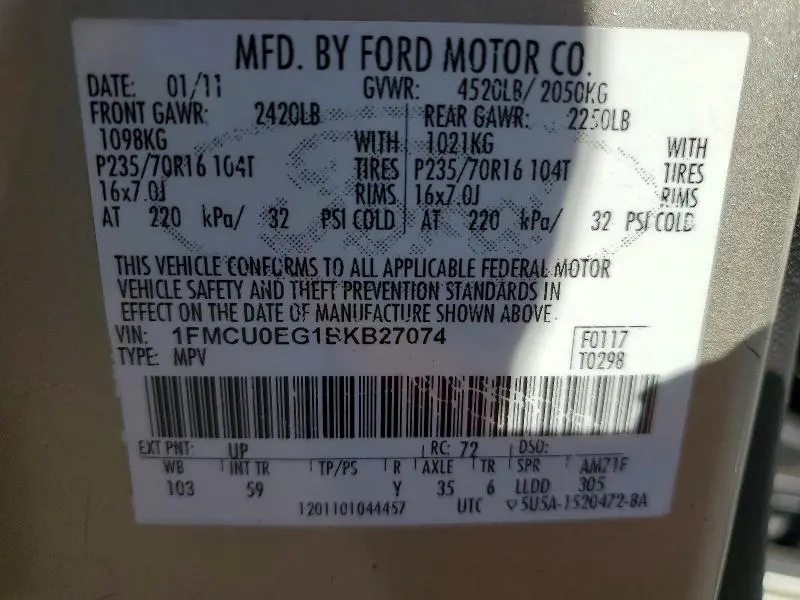 MFD. BY FORD MOTOR CO.
DATE: 01/11 GVWR: 4520LB/ 2050KG
FRONT GAWR: 2420LB REAR GAWR: 2250LB
1098KG WITH 1021KG WITH
P235/70R16 104T TIRES P235/70R16 104T TIRES
16x7.0J RIMS 16x7.0J RIMS
AT 220 kPa/ 32 PSI COLD AT 220 kPa/ 32 PSI COLD
THIS VEHICLE CONFORMS TO ALL APPLICABLE FEDERAL MOTOR
VEHICLE SAFETY AND THEFT PREVENTION STANDARDS IN
EFFECT ON THE DATE OF MANUFACTURE SHOWN ABOVE.
VIN: 1FMCU0EG1BKB27074 F0117
TYPE: MPV T0298
EXT PNT: UP RC: 72 DSO:
WB INT TR TP/PS R AXLE TR SPR AM71F
103 59 Y 35 6 LLDD 305
1201101044457 UTC ▽5U5A-1520472-BA